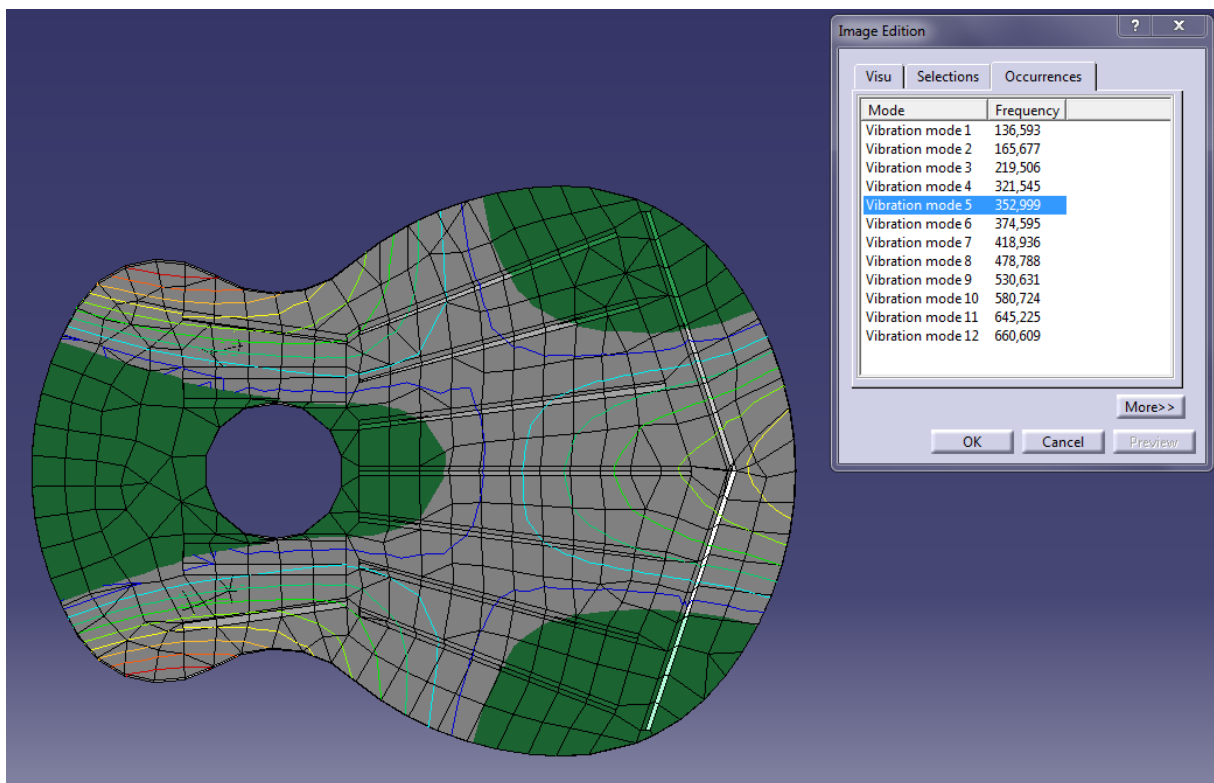 Image Edition
? X
Visu Selections Occurrences
Mode Frequency
Vibration mode 1 136,593
Vibration mode 2 165,677
Vibration mode 3 219,506
Vibration mode 4 321,545
Vibration mode 5 352,999
Vibration mode 6 374,595
Vibration mode 7 418,936
Vibration mode 8 478,788
Vibration mode 9 530,631
Vibration mode 10 580,724
Vibration mode 11 645,225
Vibration mode 12 660,609
More>>
OK Cancel Preview